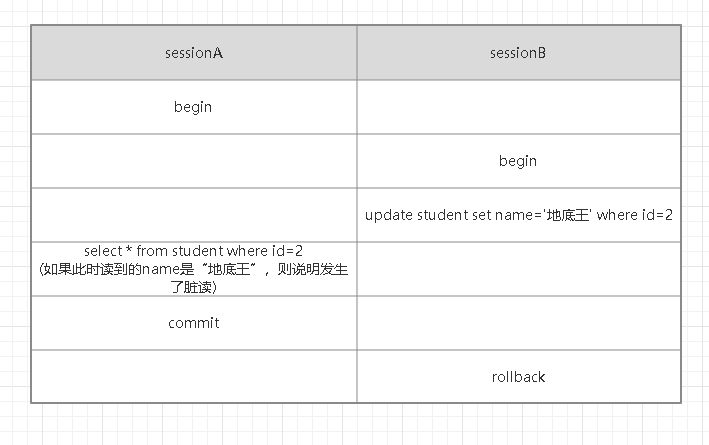 sessionA
sessionB
begin
begin
update student set name='地底王' where id=2
select * from student where id=2
(如果此时读到的name是“地底王”，则说明发生
了脏读)
commit
rollback